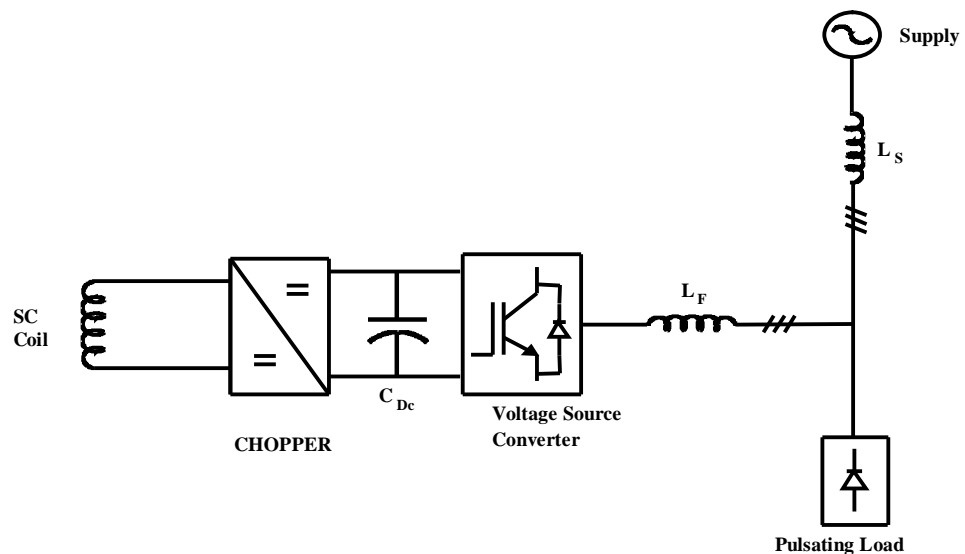 Supply
L S
L F
SC
Coil
C Dc
Voltage Source
Converter
CHOPPER
Pulsating Load